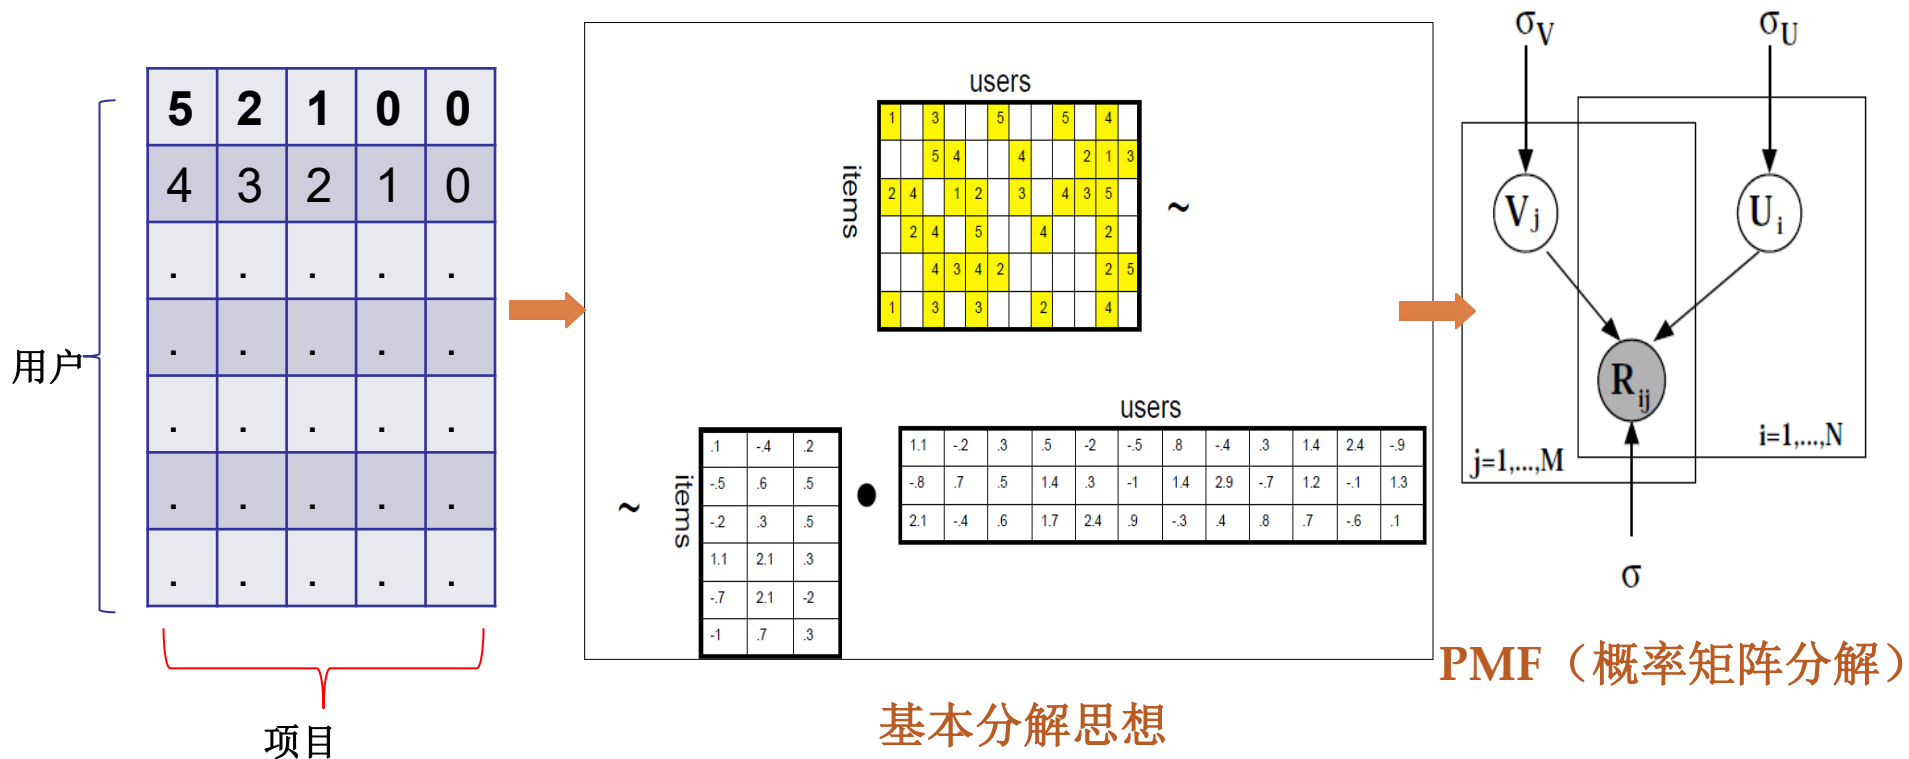 5 2 1 0 0
4 3 2 1 0
. . . . .
. . . . .
. . . . .
. . . . .
. . . . .
用户
项目
users
items
1 3 5 5 4
5 4 4 2 1 3
2 4 1 2 3 4 3 5
2 4 5 4 2
4 3 4 2 2 5
1 3 3 2 4
~
~
items
.1 -.4 .2
-.5 .6 .5
-.2 .3 .5
1.1 2.1 .3
-.7 2.1 -2
-1 .7 .3
•
users
1.1 -.2 .3 .5 -2 -.5 .8 -.4 .3 1.4 2.4 -.9
-.8 .7 .5 1.4 .3 -1 1.4 2.9 -.7 1.2 -.1 1.3
2.1 -.4 .6 1.7 2.4 .9 -.3 .4 .8 .7 -.6 .1
基本分解思想
σV σU
Vj Ui
Rij
j=1,...,M
i=1,...,N
σ
PMF（概率矩阵分解）